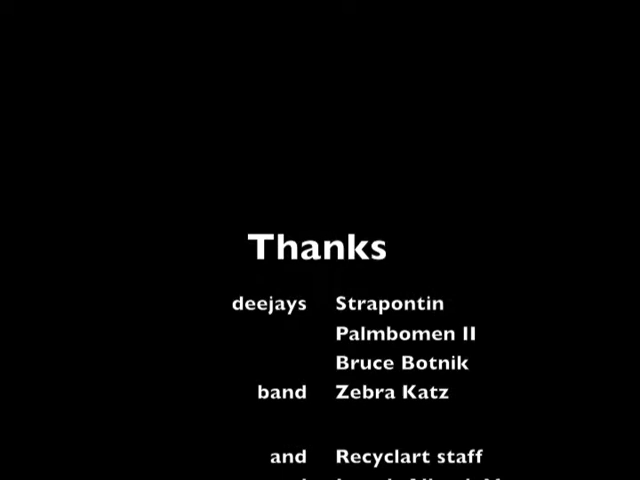 Thanks
deejays Strapontin
Palmbomen II
Bruce Botnik
band Zebra Katz
and Recyclart staff